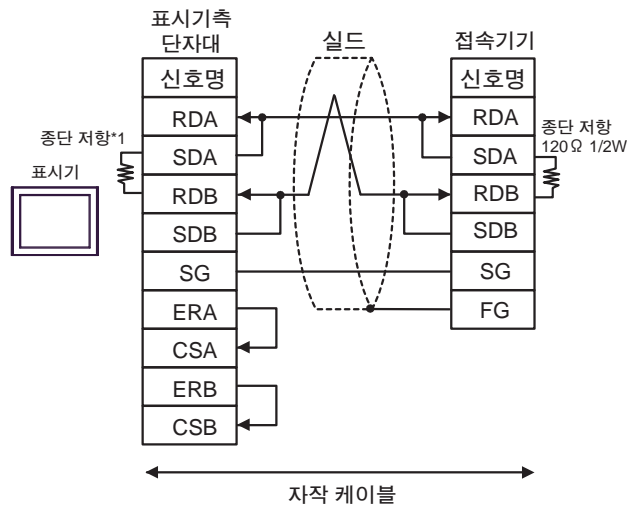 표시기측
단자대
실드
접속기기
신호명
신호명
RDA
RDA
종단 저항*1
SDA
SDA
종단 저항
120Ω 1/2W
표시기
RDB
RDB
SDB
SDB
SG
SG
ERA
FG
CSA
ERB
CSB
자작 케이블